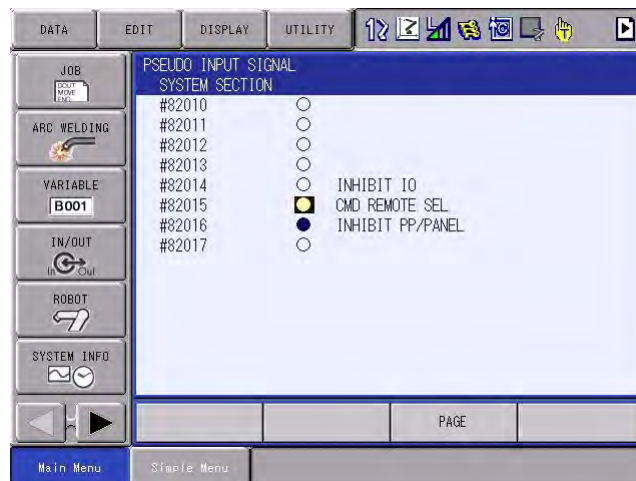 DATA EDIT DISPLAY UTILITY
JOB
DOUT
MOVE
END
ARC WELDING
VARIABLE
B001
IN/OUT
In Out
ROBOT
SYSTEM INFO
PSEUDO INPUT SIGNAL
SYSTEM SECTION
#82010
#82011
#82012
#82013
#82014 INHIBIT IO
#82015 CMD REMOTE SEL
#82016 INHIBIT PP/PANEL
#82017
PAGE
Main Menu Simple Menu